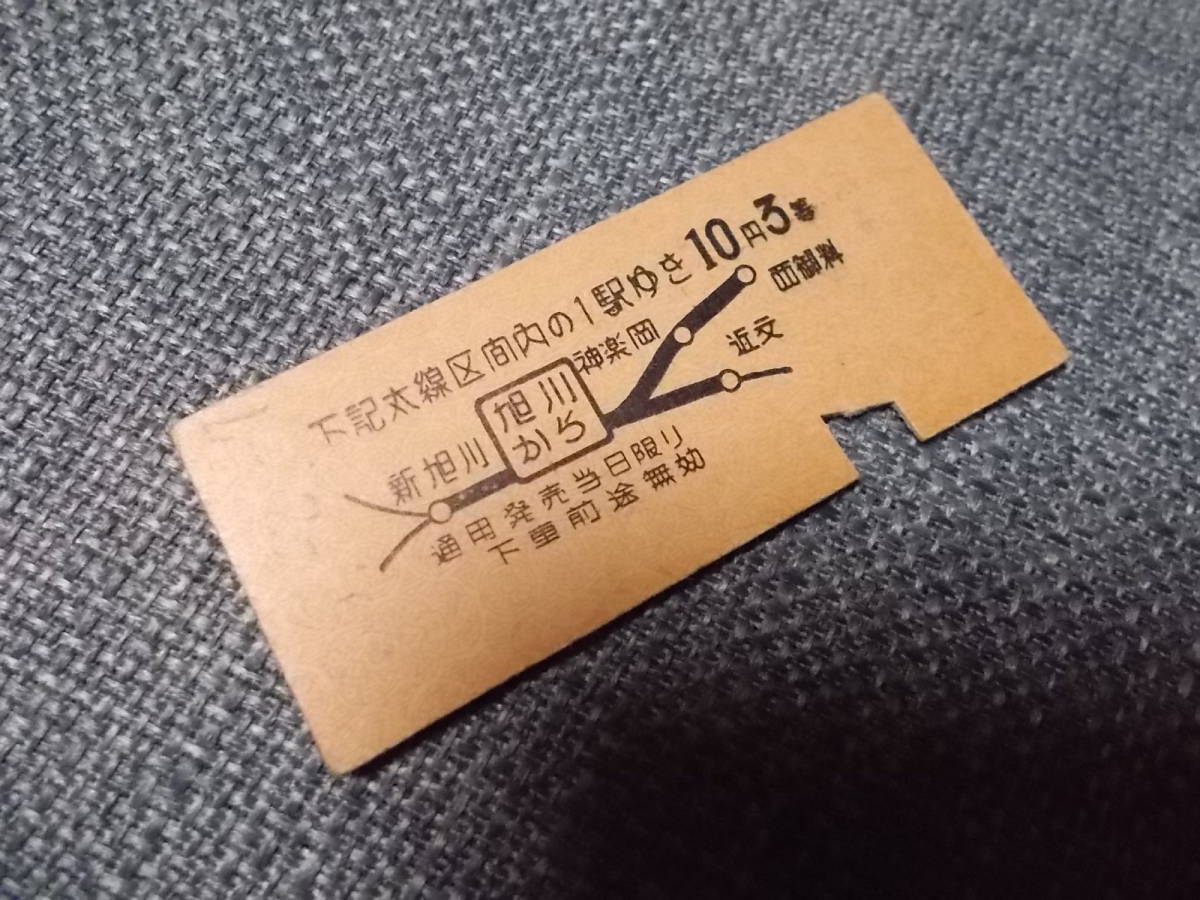 下記太線区間内の1駅ゆき10円3等
神楽岡
西御料
近文
旭川
から
新旭川
通用発売当日限り
下車前途無効